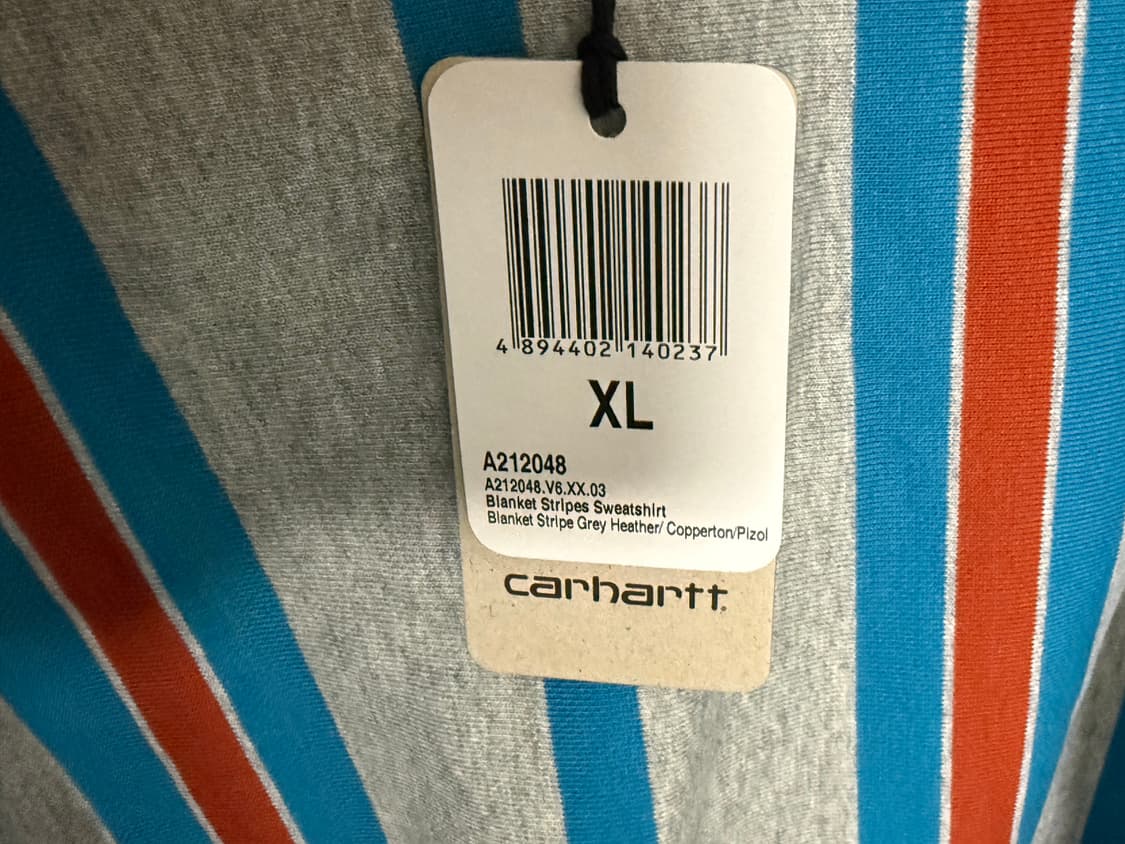 4 894402 140237
XL
A212048
A212048.V6.XX.03
Blanket Stripes Sweatshirt
Blanket Stripe Grey Heather/ Copperton/Pizol
carhartt.